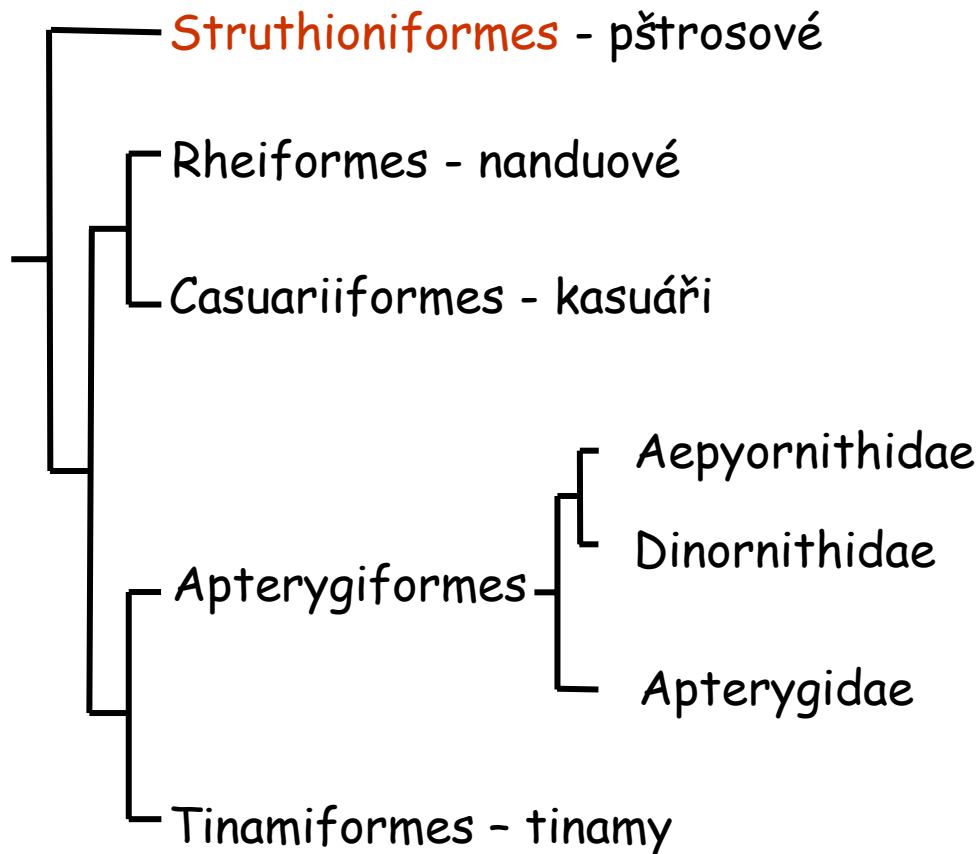 Struthioniformes - pštrosové
Rheiformes - nanduové
Casuariiformes - kasuáři
Aepyornithidae
Dinornithidae
Apterygiformes
Apterygidae
Tinamiformes – tinamy